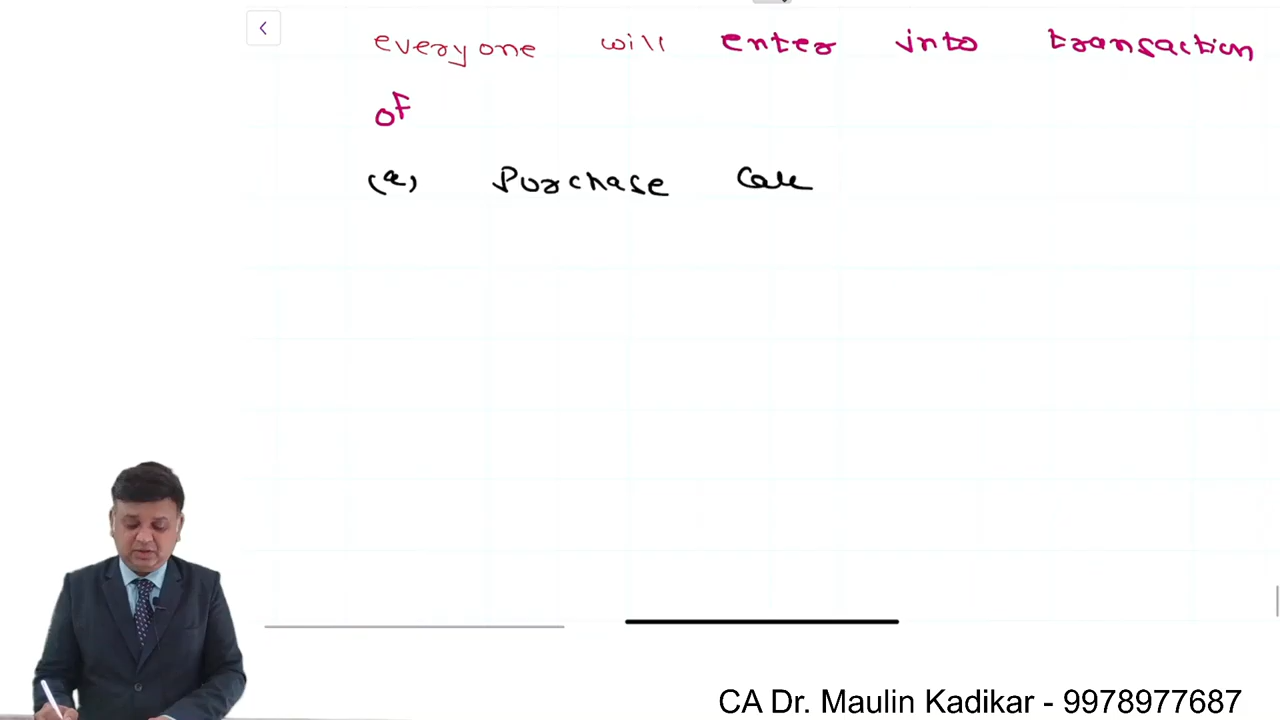 everyone will enter into transaction
of
(a) Purchase Call
CA Dr. Maulin Kadikar - 9978977687